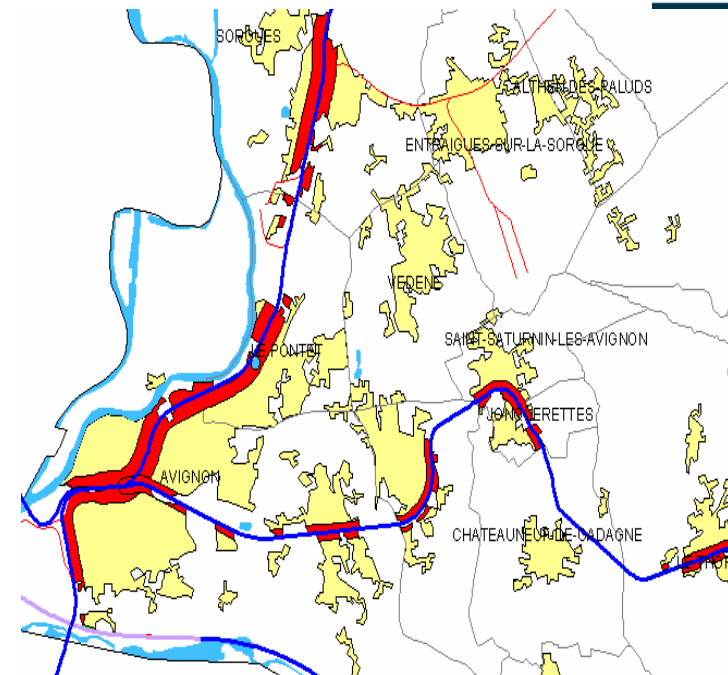 SORGUES
ALTHEN-DES-PALUDS
ENTRAIGUES-SUR-LA-SORGUE
VEDENE
SAINT-SATURNIN-LES-AVIGNON
LE PONTET
JONQUERETTES
AVIGNON
CHATEAUNEUF-DE-GADAGNE